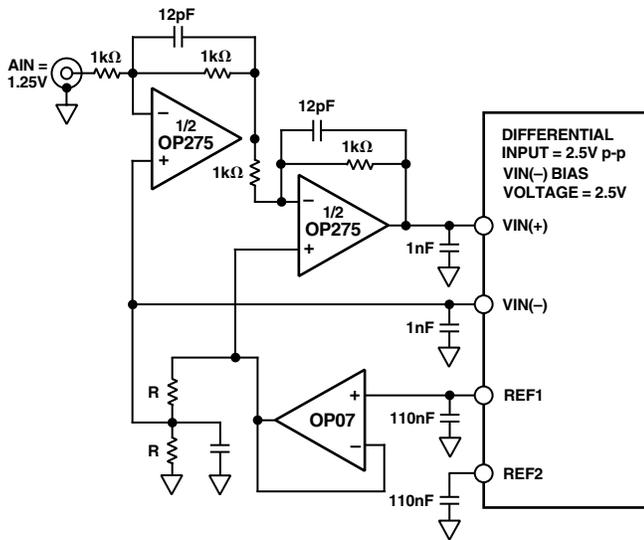 12pF
AIN =
1.25V
1kΩ
1kΩ
–
+
1/2
OP275
12pF
1kΩ
1kΩ
–
+
1/2
OP275
DIFFERENTIAL
INPUT = 2.5V p-p
VIN(–) BIAS
VOLTAGE = 2.5V
1nF
VIN(+)
VIN(–)
1nF
R
R
OP07
+
–
REF1
110nF
REF2
110nF